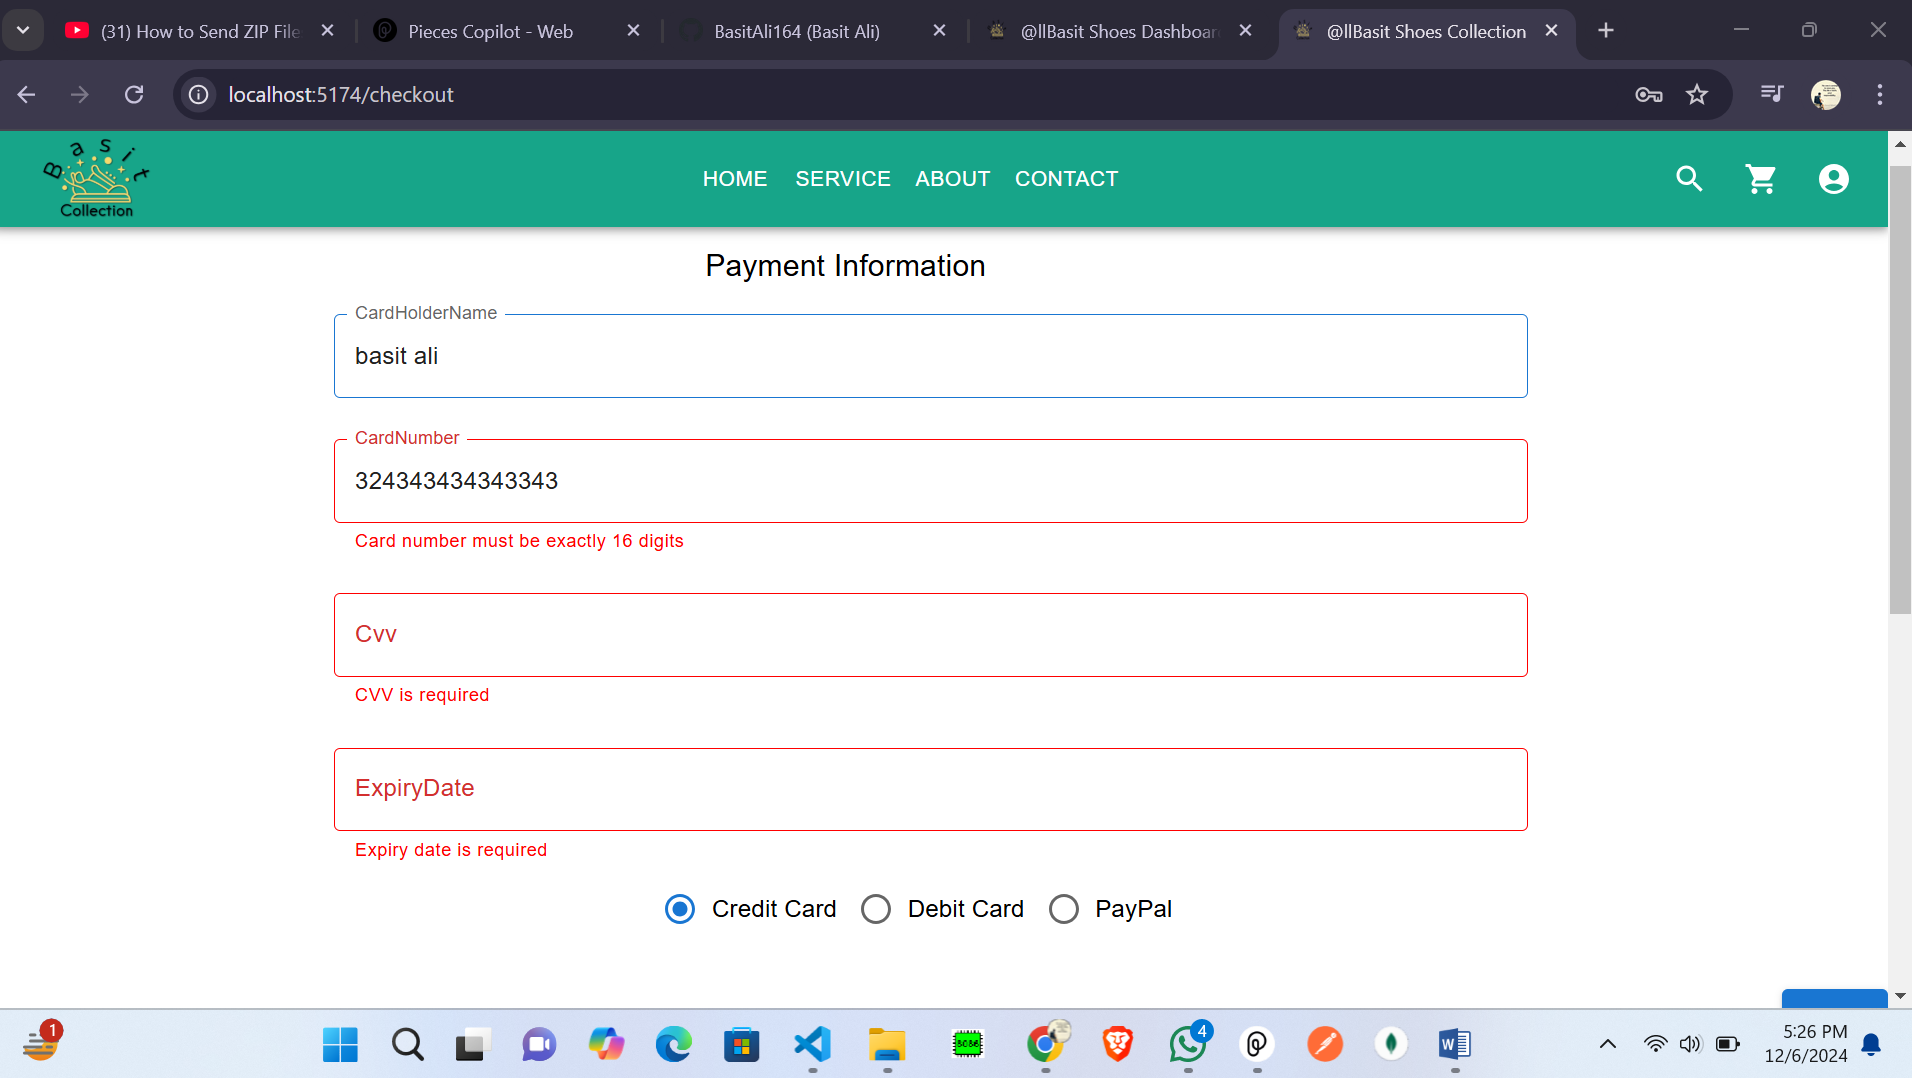 (31) How to Send ZIP File
Pieces Copilot - Web
BasitAli164 (Basit Ali)
@llBasit Shoes Dashboar
@llBasit Shoes Collection
localhost:5174/checkout
Basit
Collection
HOME
SERVICE
ABOUT
CONTACT
Payment Information
CardHolderName
basit ali
CardNumber
324343434343343
Card number must be exactly 16 digits
Cvv
CVV is required
ExpiryDate
Expiry date is required
Credit Card
Debit Card
PayPal
1
8086
4
W
5:26 PM
12/6/2024